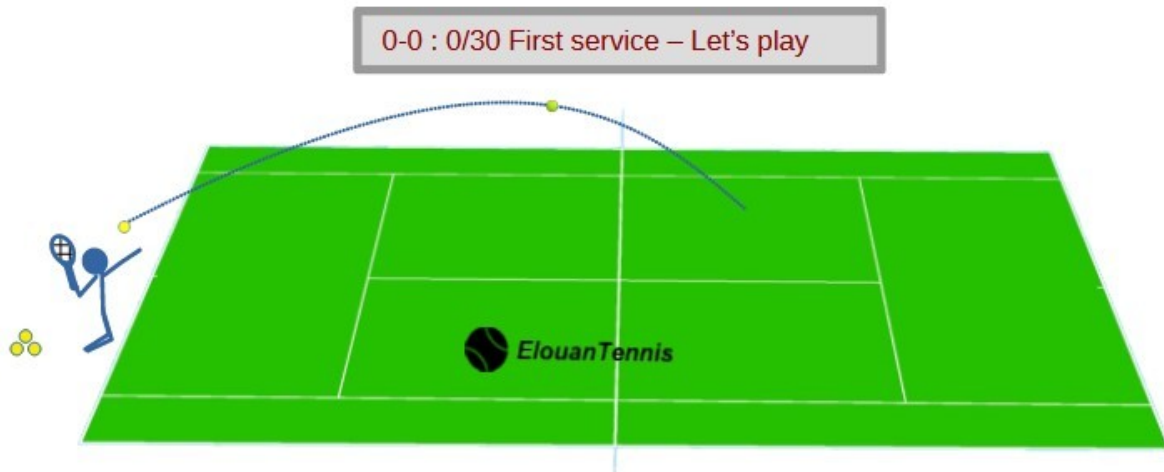 0-0 : 0/30 First service – Let's play
ElouanTennis